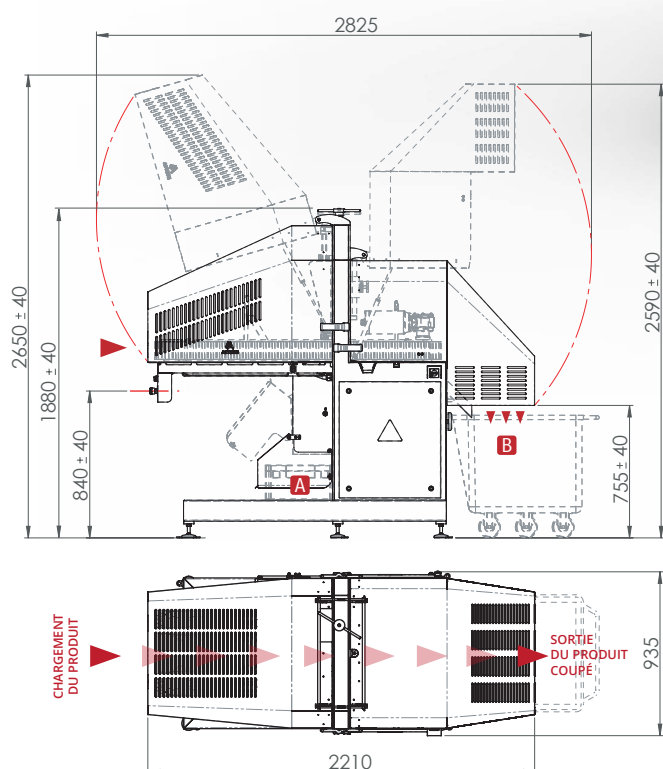 2825
2650 ± 40
1880 ± 40
840 ± 40
2590 ± 40
755 ± 40
A
B
CHARGEMENT
DU PRODUIT
SORTIE
DU PRODUIT
COUPÉ
935
2210